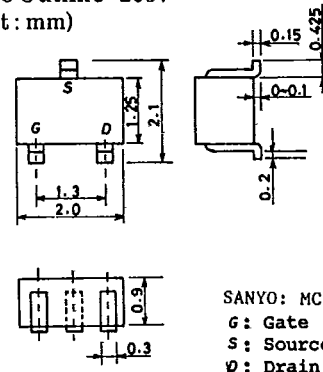 t:mm)
S
G
D
1.25
2.1
1.3
2.0
0.15
0.425
0~0.1
0.2
0.9
0.3
SANYO: MC
G: Gate
S: Source
D: Drain